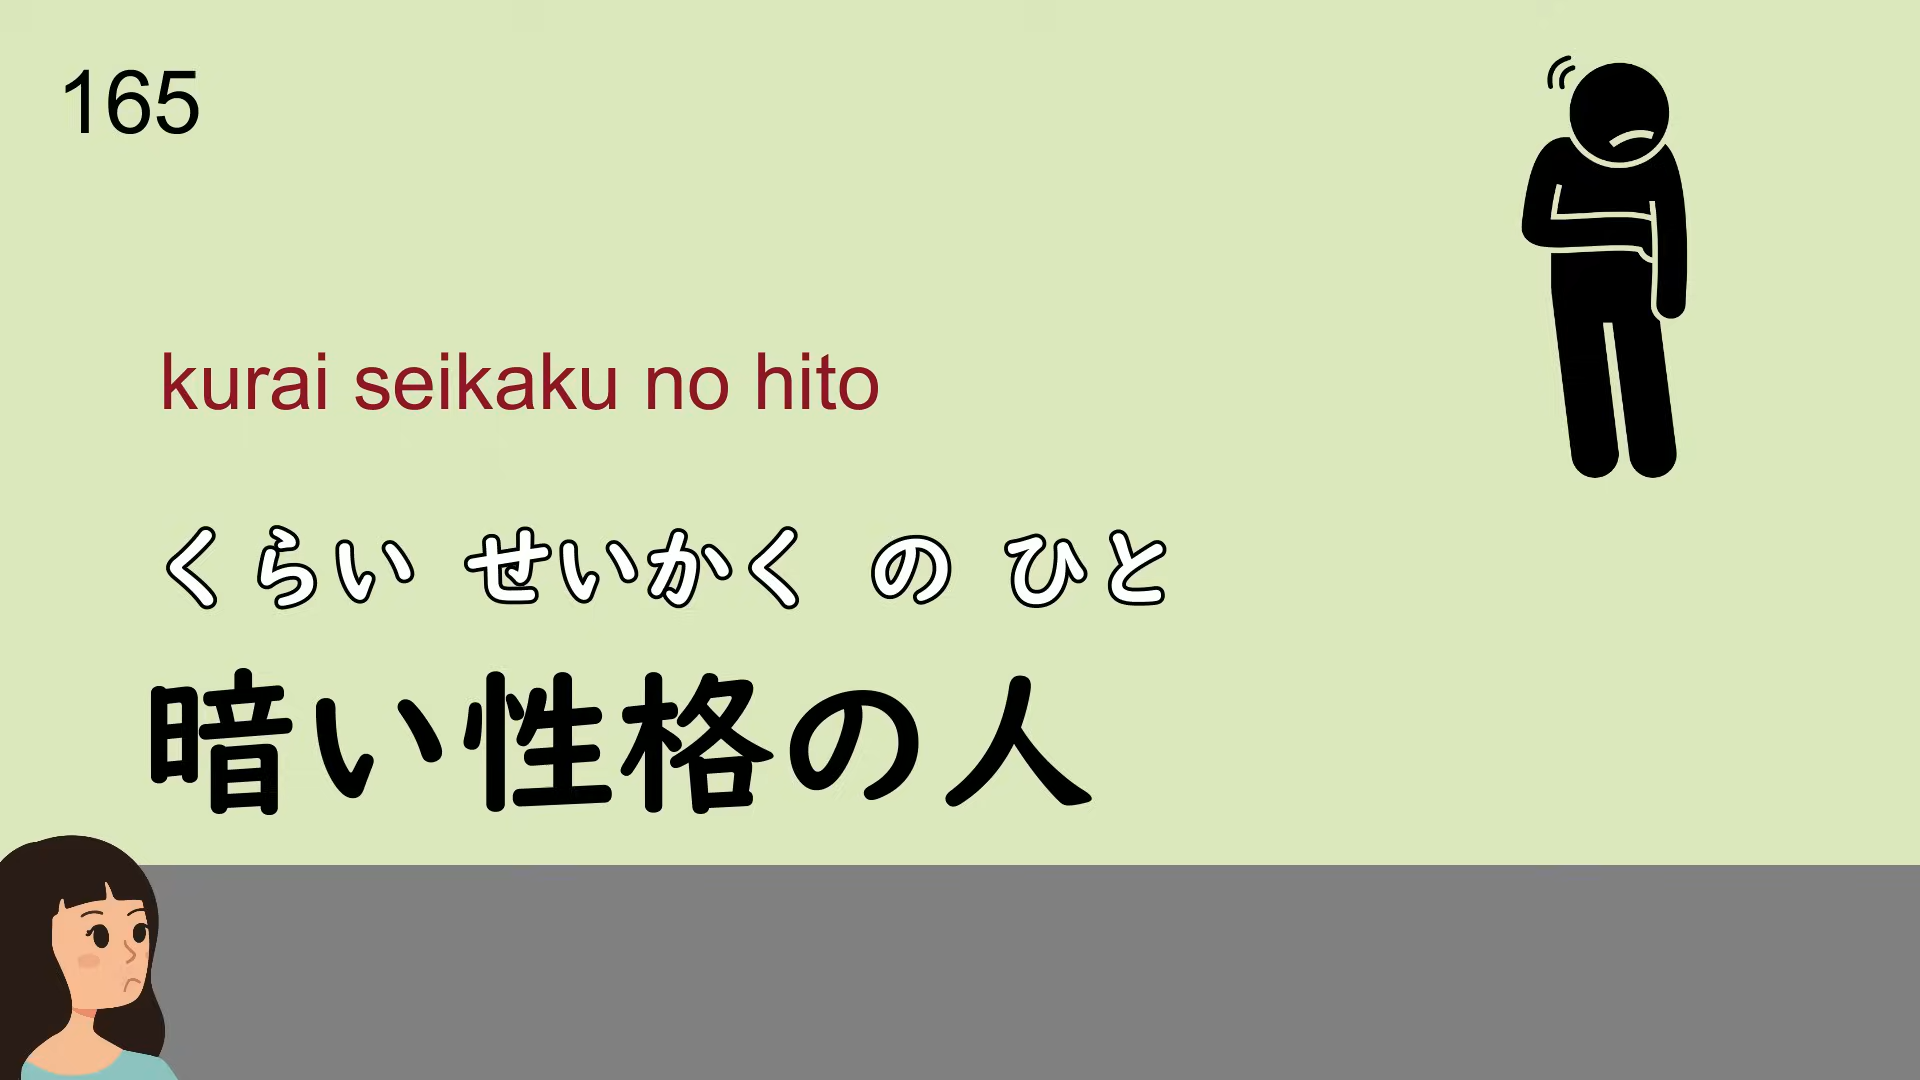 165
kurai seikaku no hito
くらい せいかく の ひと
暗い性格の人